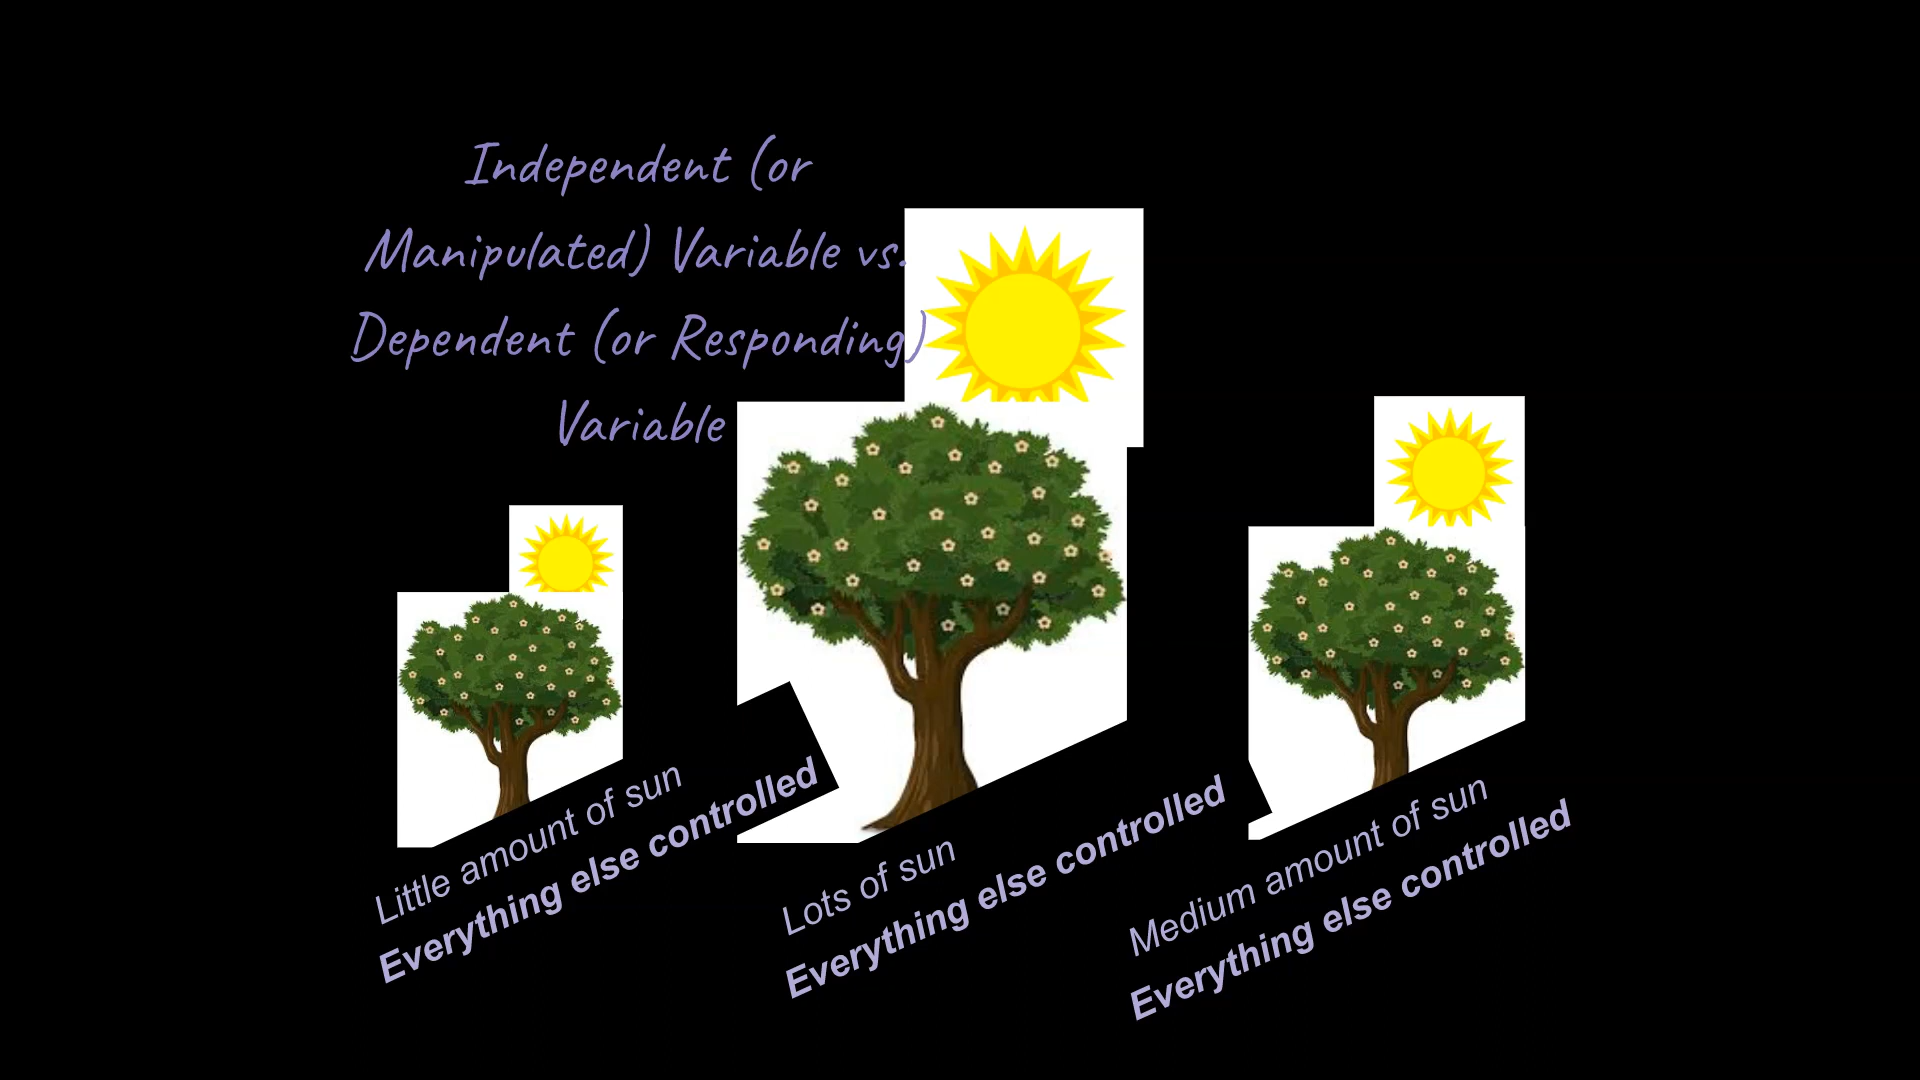 Independent (or
Manipulated) Variable vs.
Dependent (or Responding)
Variable
Little amount of sun
Everything else controlled
Lots of sun
Everything else controlled
Medium amount of sun
Everything else controlled